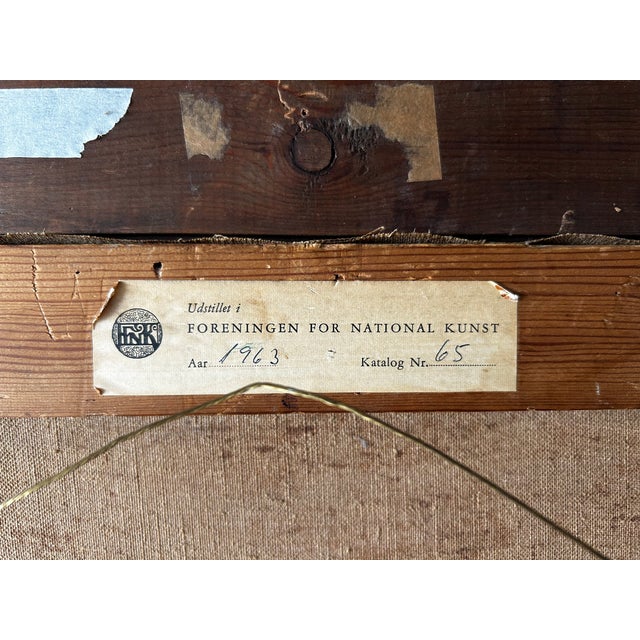 Udstillet i
FORENINGEN FOR NATIONAL KUNST
Aar 1963 Katalog Nr. 65